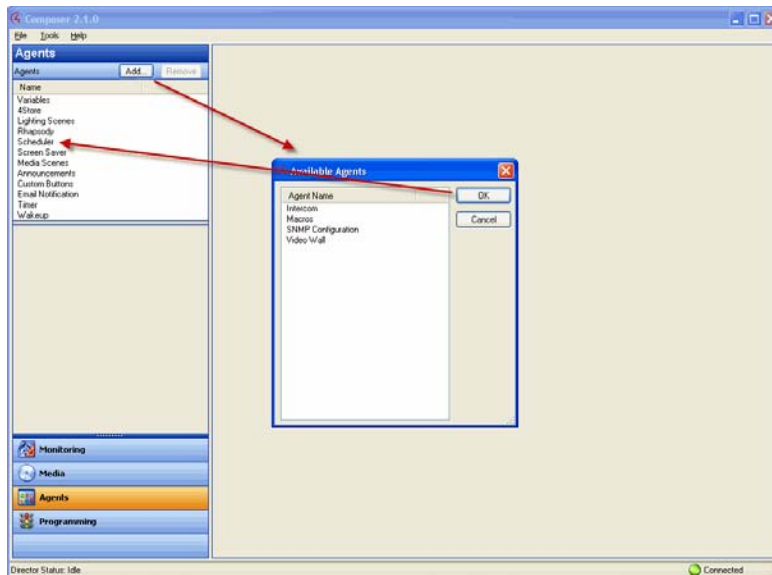 Composer 2.1.0
File Tools Help
Agents
Agents Add... Remove
Name
Variables
4Store
Lighting Scenes
Rhapsody
Scheduler
Screen Saver
Media Scenes
Announcements
Custom Buttons
Email Notification
Timer
Wakeup
Available Agents
Agent Name
Intercom
Macros
SNMP Configuration
Video Wall
OK
Cancel
Monitoring
Media
Agents
Programming
Director Status: Idle
Connected